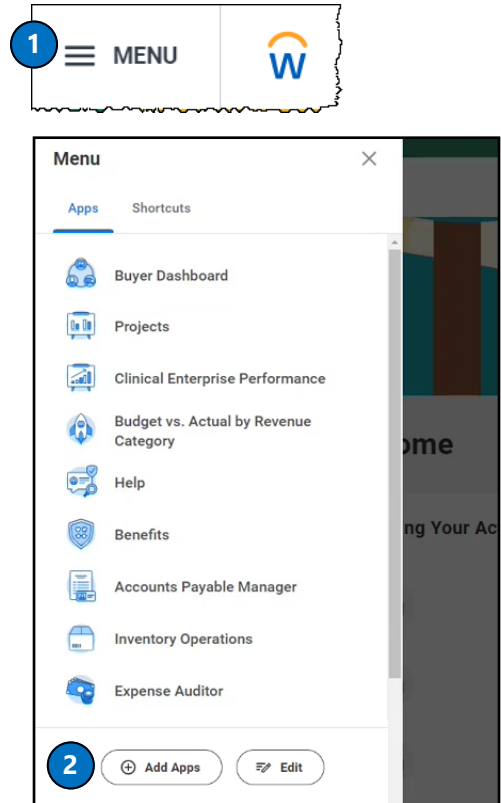 1
MENU
W
Menu
Apps Shortcuts
Buyer Dashboard
Projects
Clinical Enterprise Performance
Budget vs. Actual by Revenue
Category
ome
Help
ng Your Ac
Benefits
Accounts Payable Manager
Inventory Operations
Expense Auditor
2
Add Apps Edit